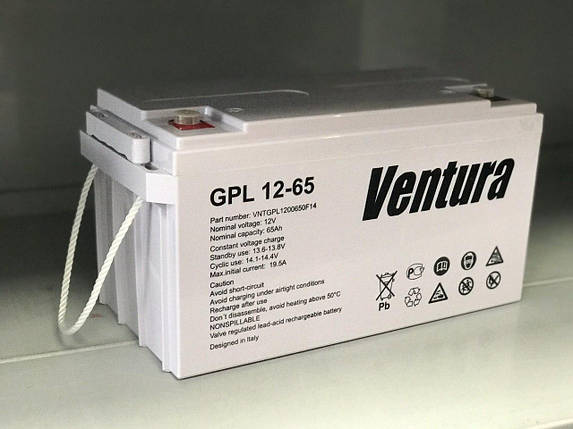 GPL 12-65
Part number: VNTGPL1200650F14
Nominal voltage: 12V
Nominal capacity: 65Ah
Constant voltage charge
Standby use: 13.6-13.8V
Cyclic use: 14.1-14.4V
Max.initial current: 19.5A
Caution
Avoid short-circuit
Avoid charging under airtight conditions
Recharge after use
Don´t disassemble, avoid heating above 50°C
NONSPILLABLE
Valve regulated lead-acid rechargeable battery
Designed in Italy
Ventura
Pb